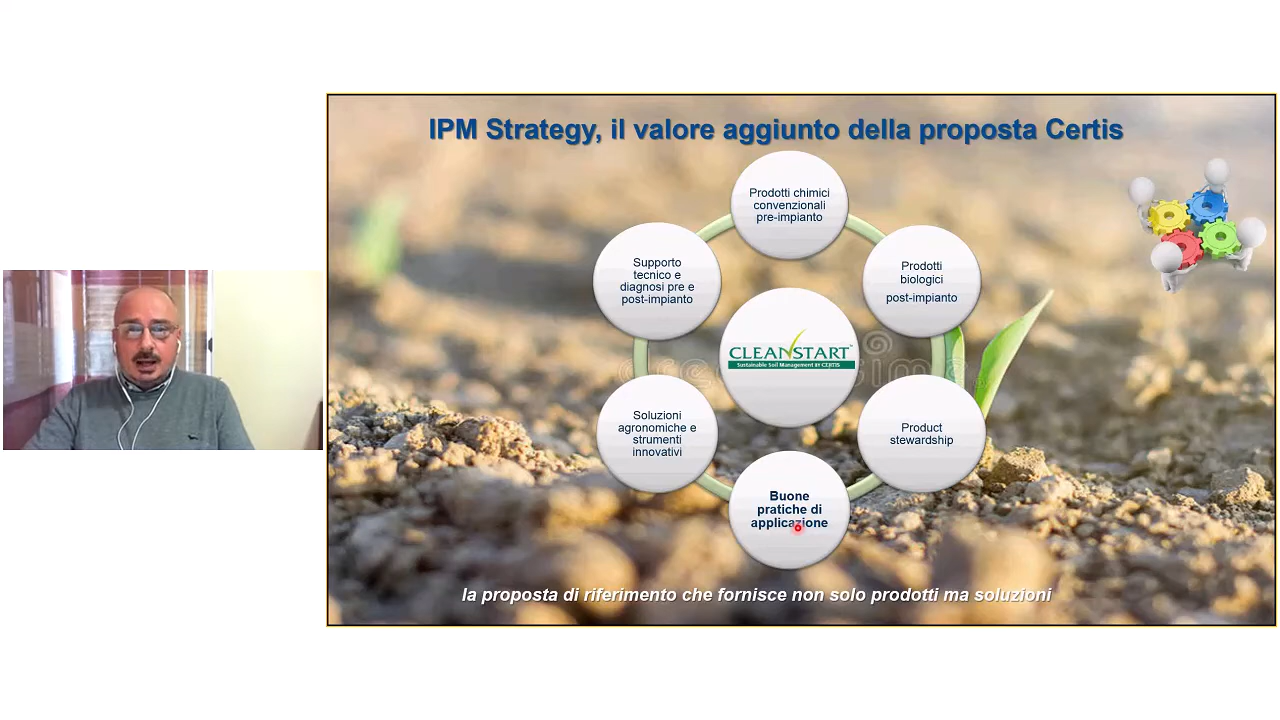 IPM Strategy, il valore aggiunto della proposta Certis
Prodotti chimici
convenzionali
pre-impianto
Prodotti
biologici
post-impianto
Product
stewardship
Buone
pratiche di
applicazione
Soluzioni
agronomiche e
strumenti
innovativi
Supporto
tecnico e
diagnosi pre e
post-impianto
CLEANSTART™
Sustainable Soil Management BY CERTIS
la proposta di riferimento che fornisce non solo prodotti ma soluzioni